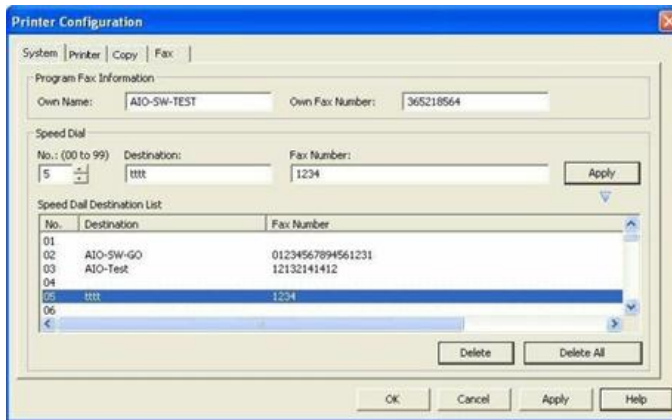 Printer Configuration
System Printer Copy Fax
Program Fax Information
Own Name: AIO-SW-TEST Own Fax Number: 365218564
Speed Dial
No.: (00 to 99) Destination: Fax Number:
5 tttt 1234 Apply
Speed Dail Destination List
No. Destination Fax Number
01
02 AIO-SW-GO 01234567894561231
03 AIO-Test 12132141412
04
05 tttt 1234
06
Delete Delete All
OK Cancel Apply Help